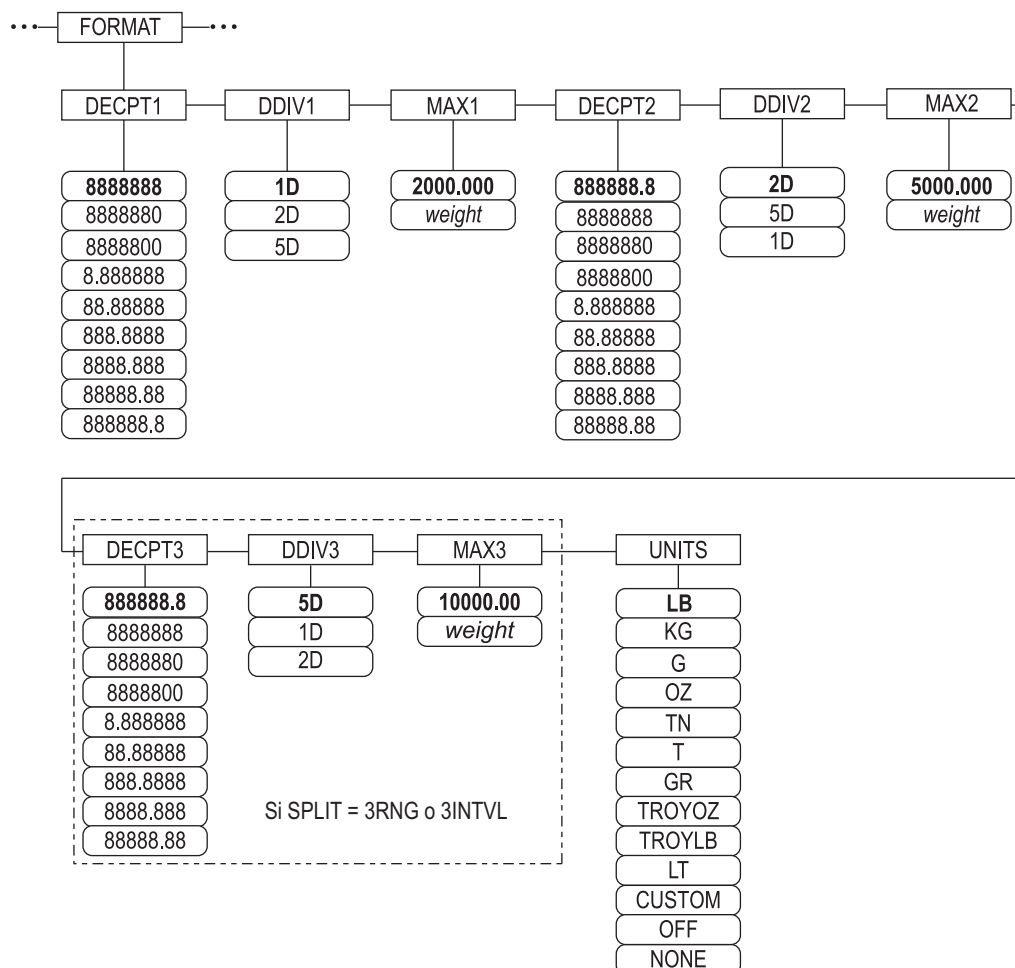 ••• FORMAT •••
DECPT1 DDIV1 MAX1 DECPT2 DDIV2 MAX2
8888888 1D 2000.000 888888.8 2D 5000.000
8888880 2D weight 8888888 5D weight
8888800 5D 8888880 1D
8.888888 8888800
88.88888 8.888888
888.8888 88.88888
8888.888 888.8888
88888.88 8888.888
888888.8 88888.88
DECPT3 DDIV3 MAX3 UNITS
888888.8 5D 10000.00 LB
8888888 1D weight KG
8888880 2D G
8888800 OZ
8.888888 TN
88.88888 T
888.8888 GR
8888.888 Si SPLIT = 3RNG o 3INTVL TROYOZ
88888.88 TROYLB
LT
CUSTOM
OFF
NONE